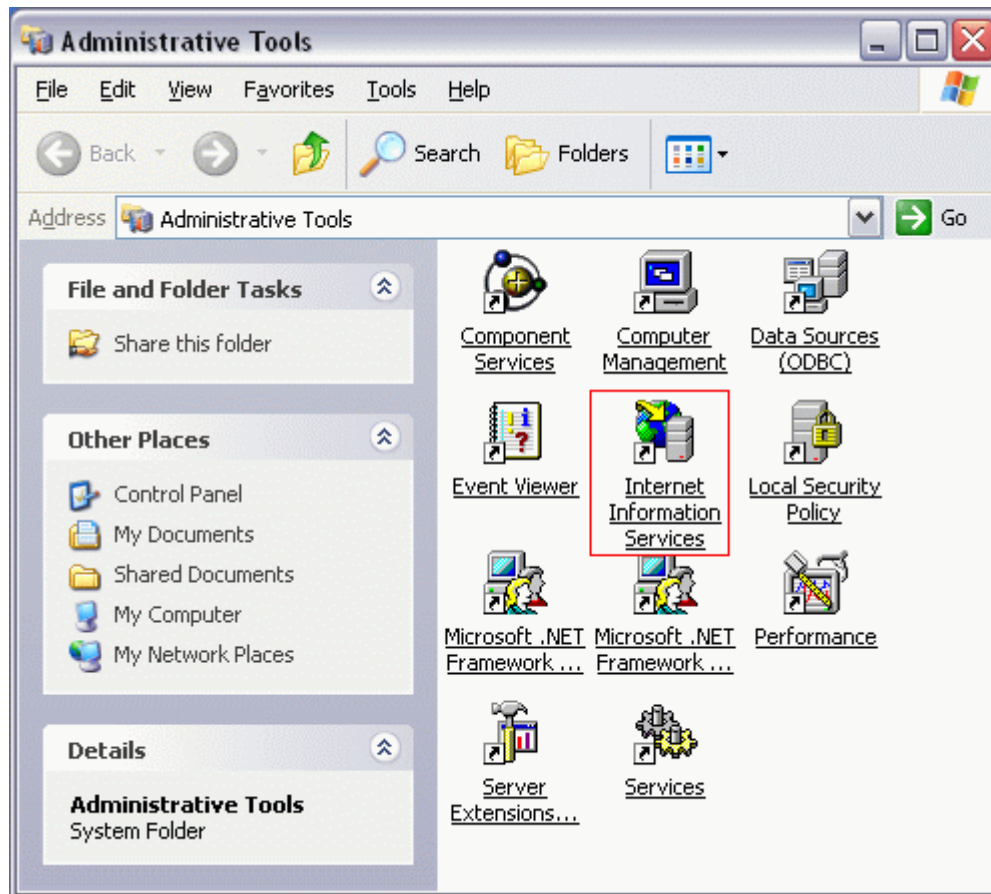 Administrative Tools
File Edit View Favorites Tools Help
Back Search Folders
Address Administrative Tools Go
File and Folder Tasks
Share this folder
Other Places
Control Panel
My Documents
Shared Documents
My Computer
My Network Places
Details
Administrative Tools
System Folder
Component
Services
Computer
Management
Data Sources
(ODBC)
Event Viewer
Internet
Information
Services
Local Security
Policy
Microsoft .NET
Framework ...
Microsoft .NET
Framework ...
Performance
Server
Extensions...
Services